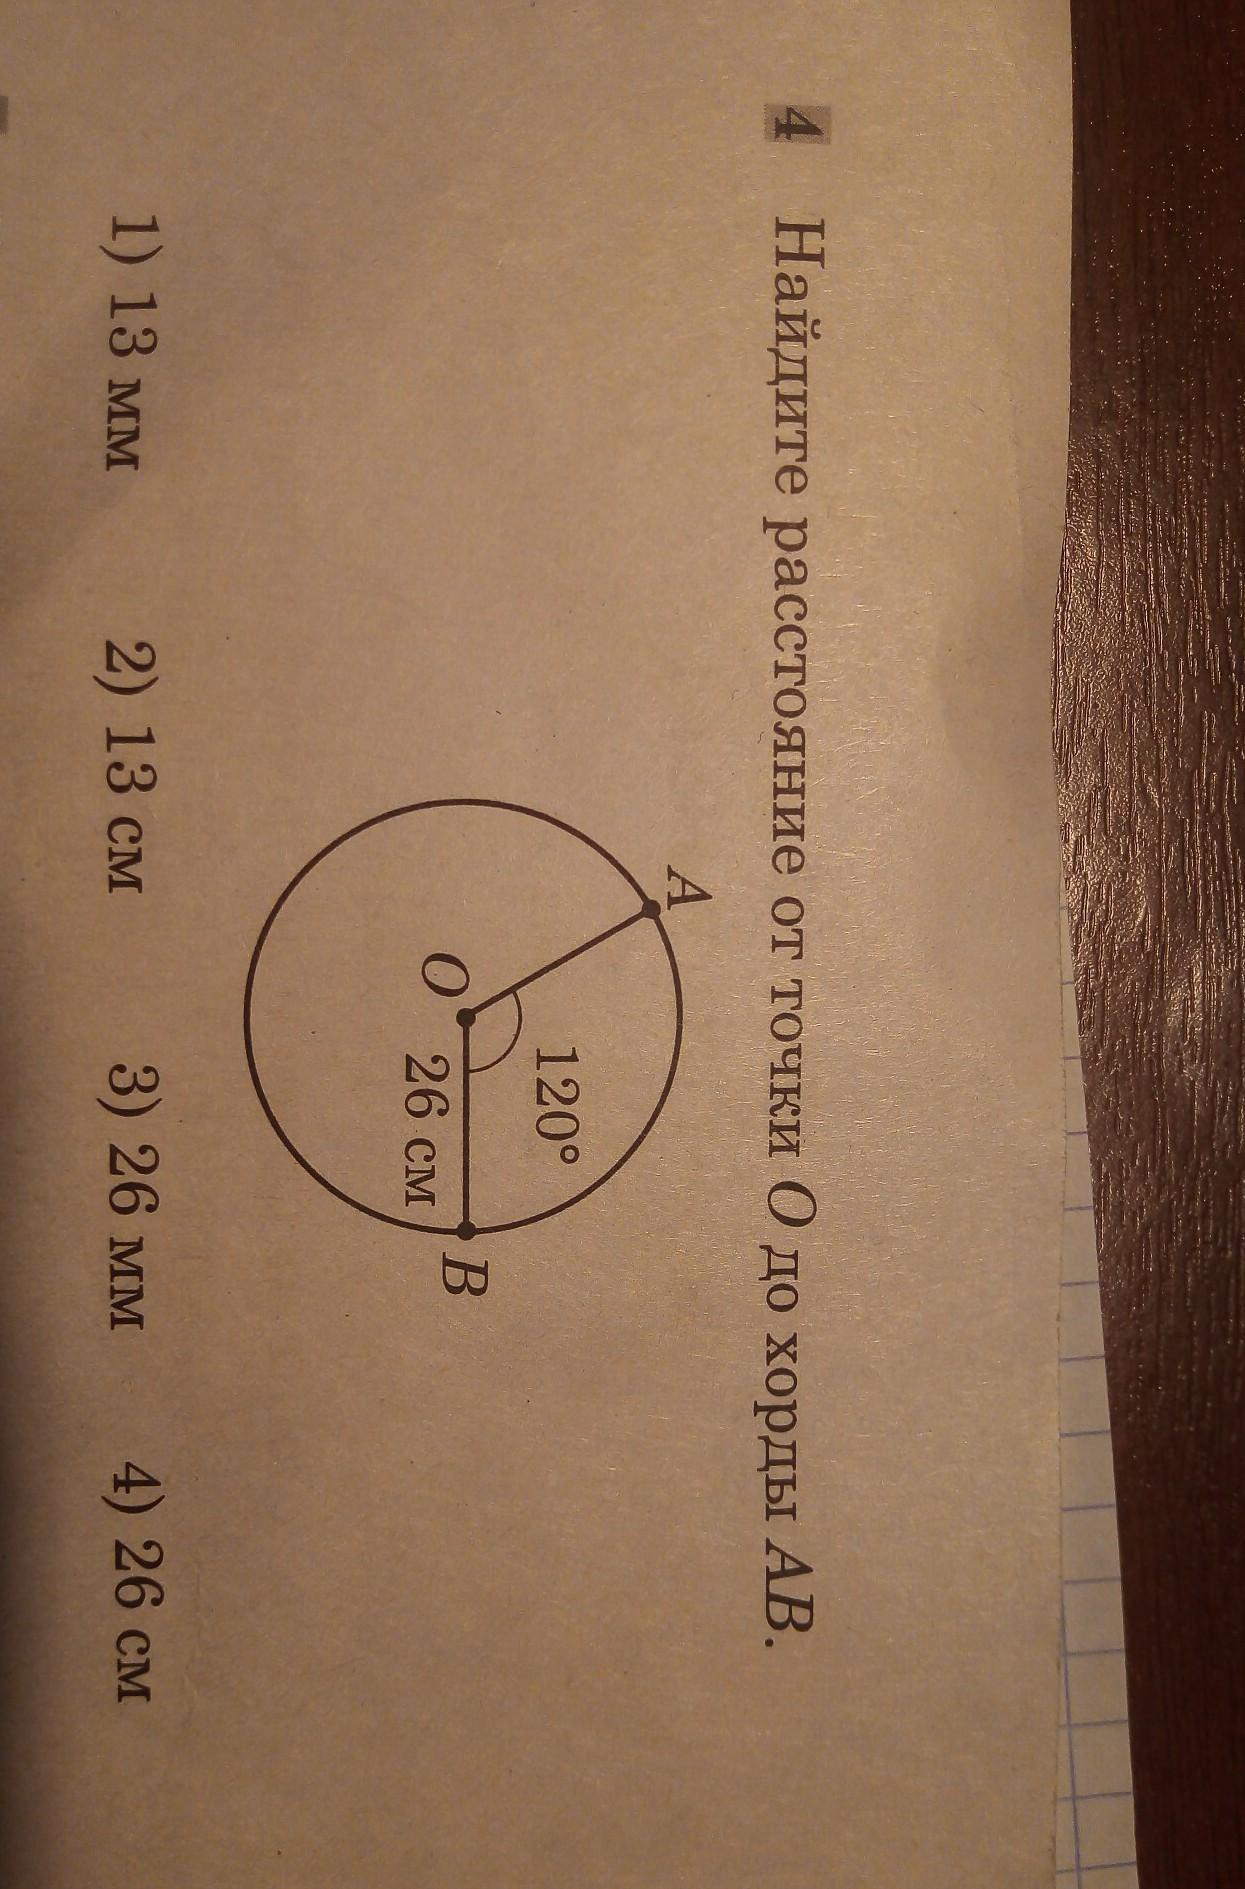 4 Найдите расстояние от точки O до хорды AB.
A
120°
O
26 см
B
1) 13 мм 2) 13 см 3) 26 мм 4) 26 см